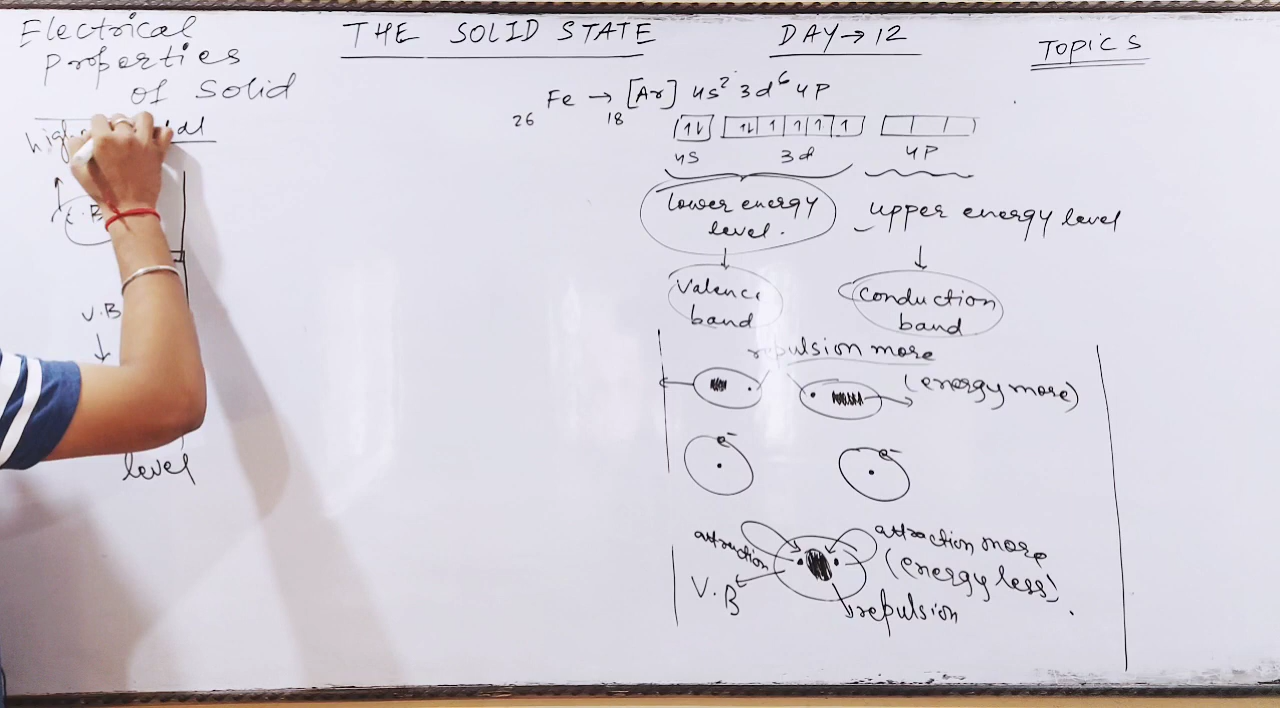 Electrical
Properties
of Solid
THE SOLID STATE
DAY→12
TOPICS
Fe → [Ar] 4s² 3d⁶ 4P
26 18
4s 3d 4P
lower energy
level.
upper energy level
Valence
band
Conduction
band
repulsion more
(energy more)
e⁻ e⁻
attraction
attraction more
(energy less)
V.B
repulsion
V.B
level